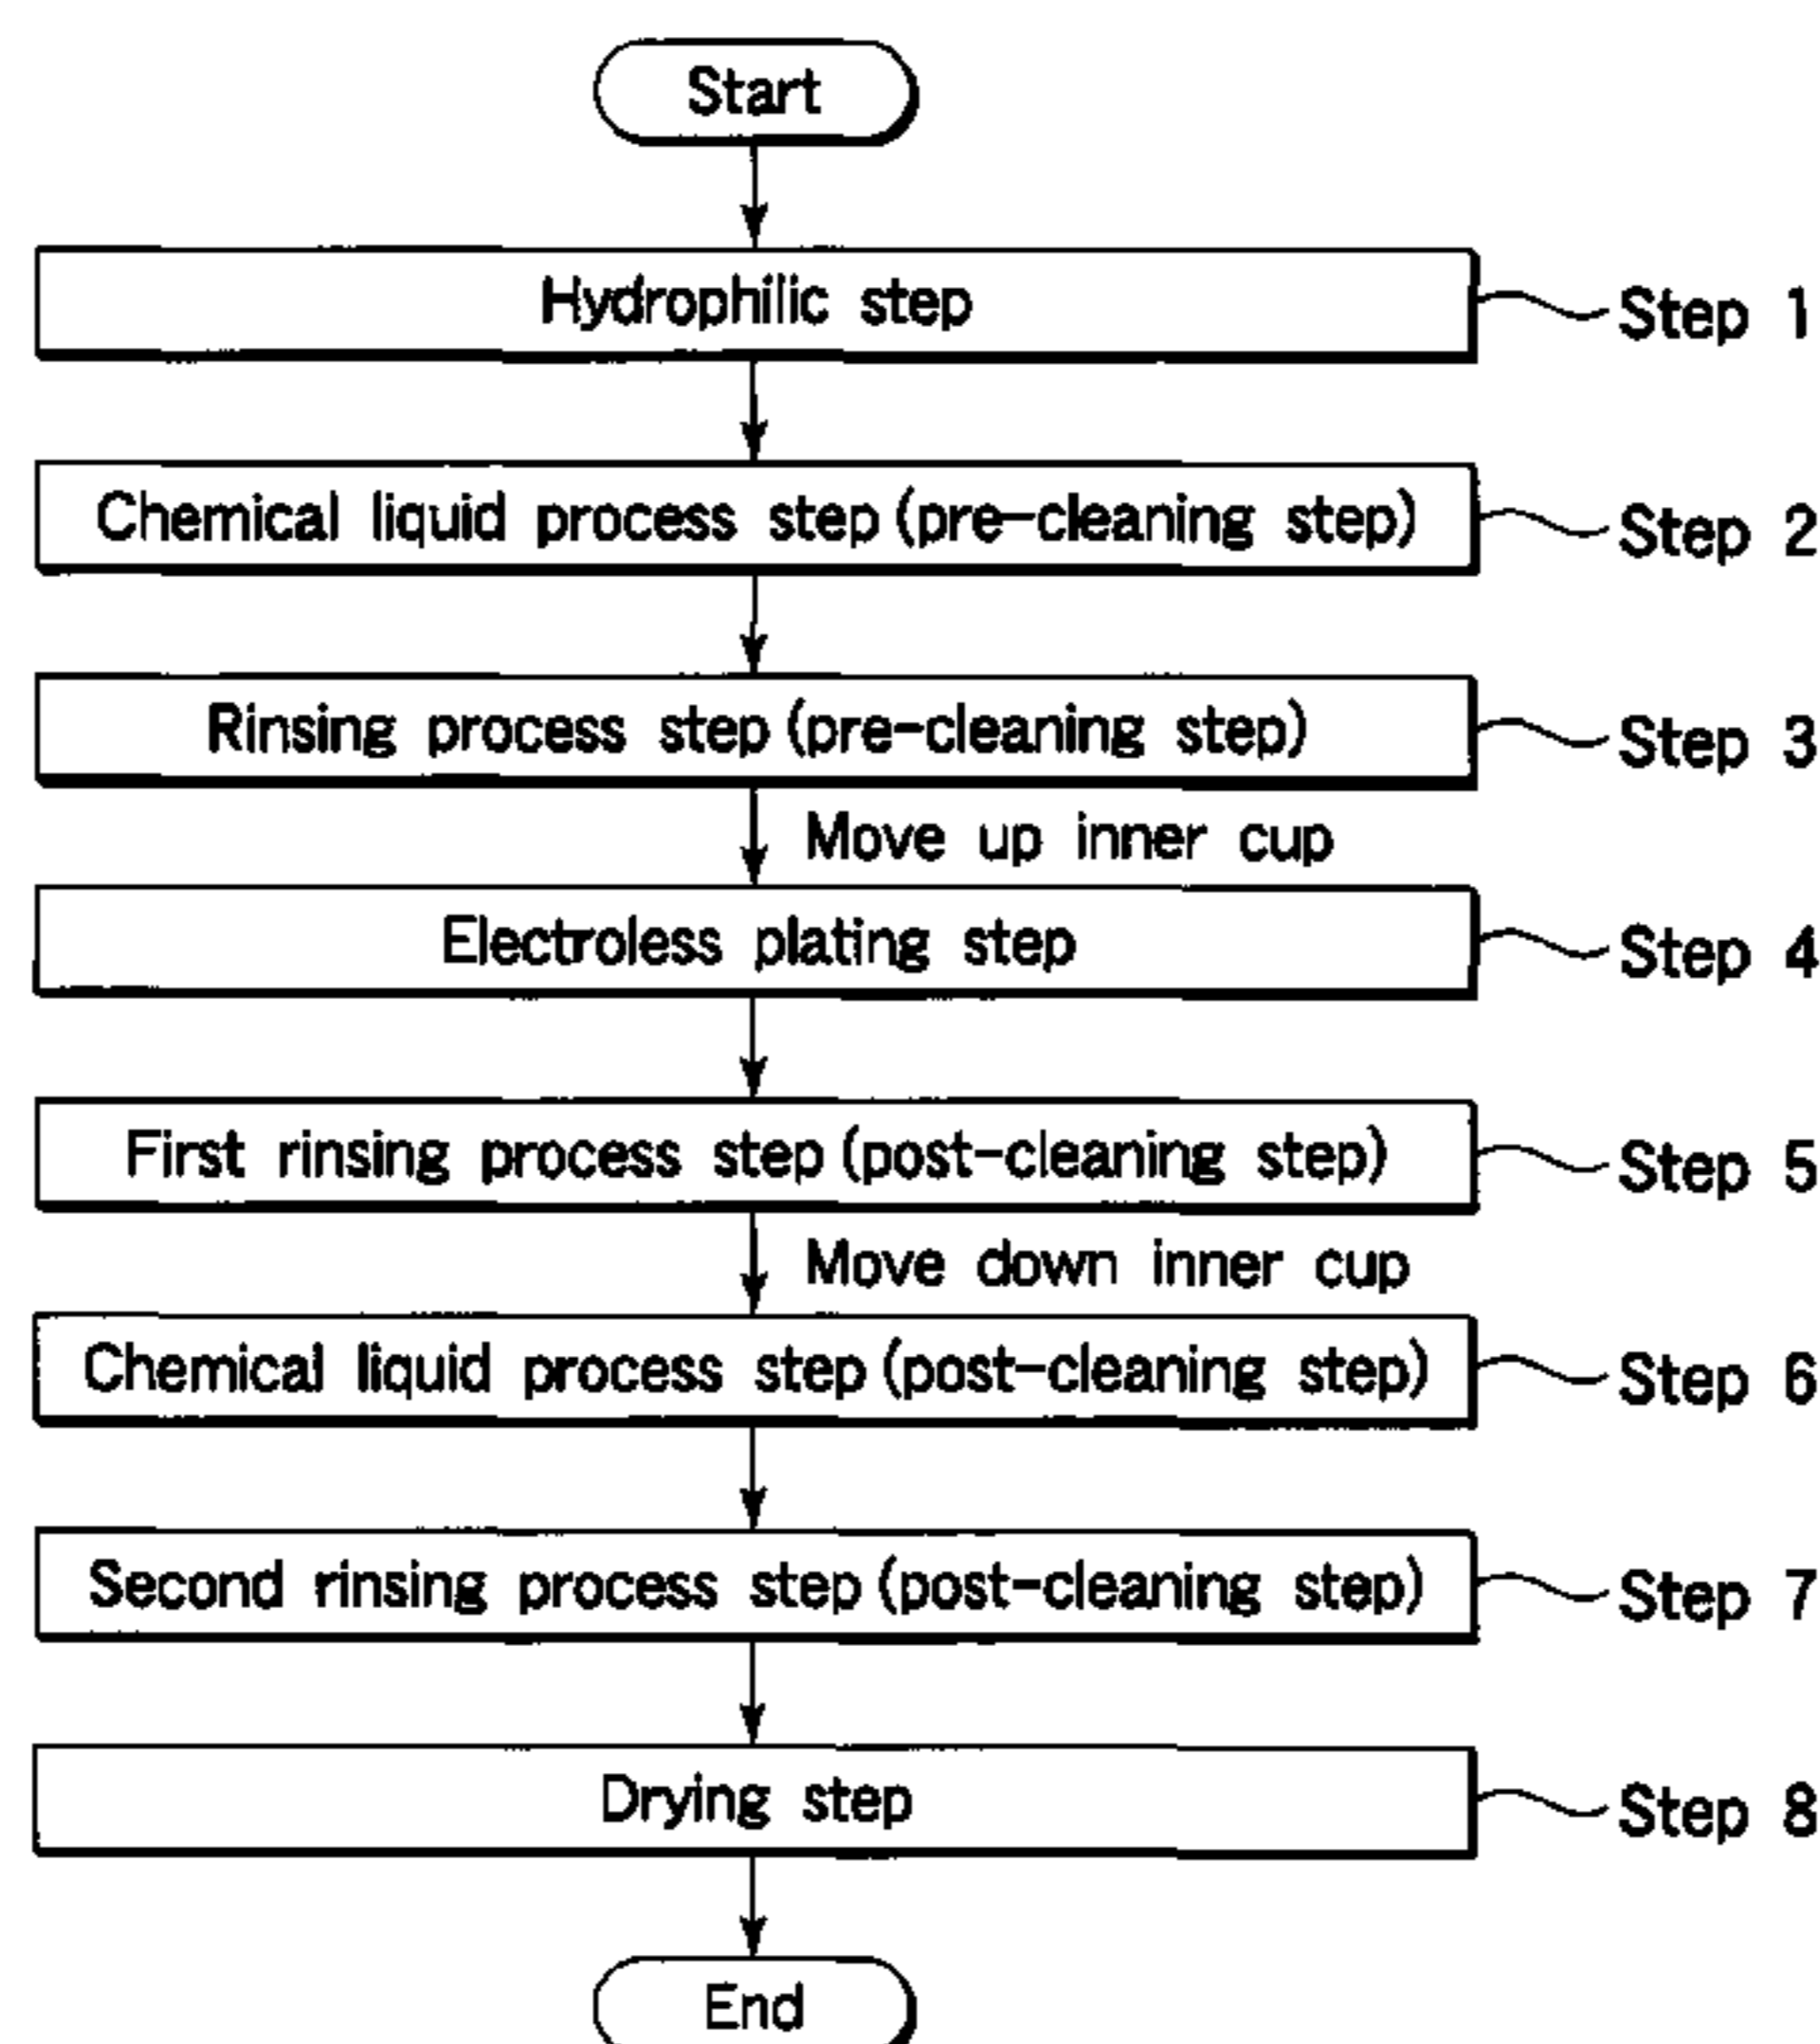 Start
Hydrophilic step
Step 1
Chemical liquid process step (pre-cleaning step)
Step 2
Rinsing process step (pre-cleaning step)
Step 3
Move up inner cup
Electroless plating step
Step 4
First rinsing process step (post-cleaning step)
Step 5
Move down inner cup
Chemical liquid process step (post-cleaning step)
Step 6
Second rinsing process step (post-cleaning step)
Step 7
Drying step
Step 8
End